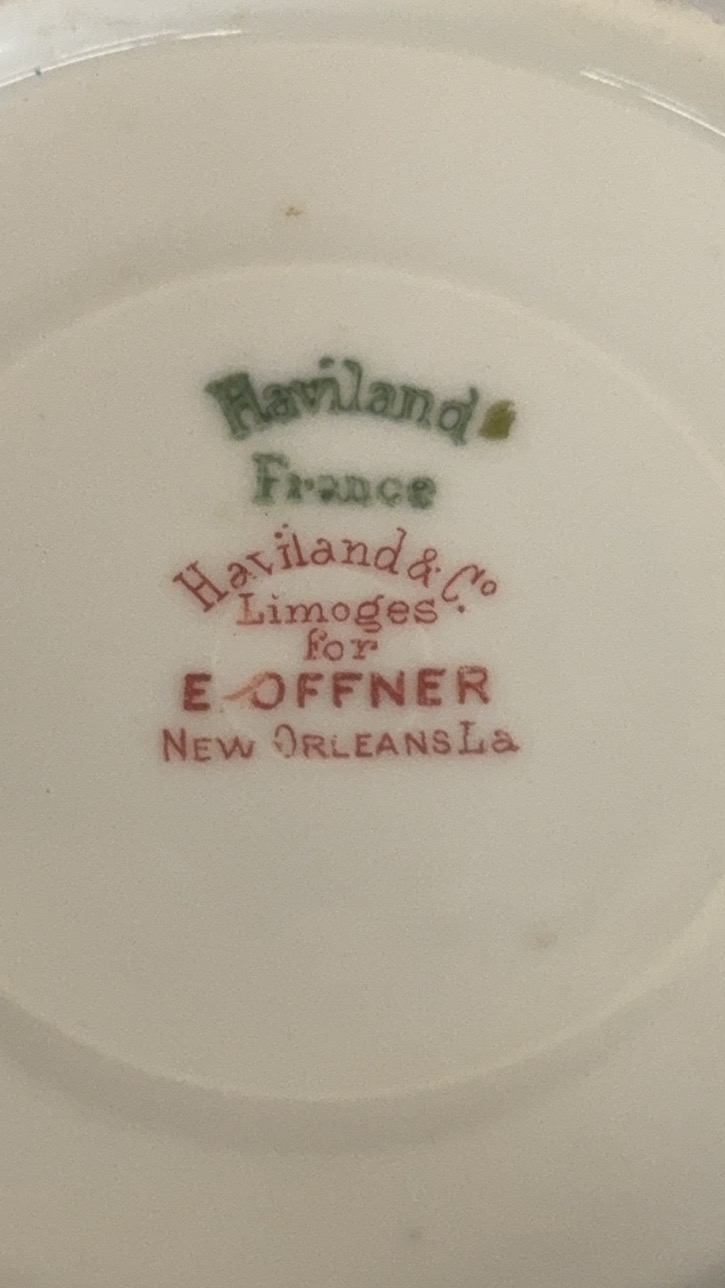 Haviland
France
Haviland & Co.
Limoges
for
E OFFNER
NEW ORLEANS La